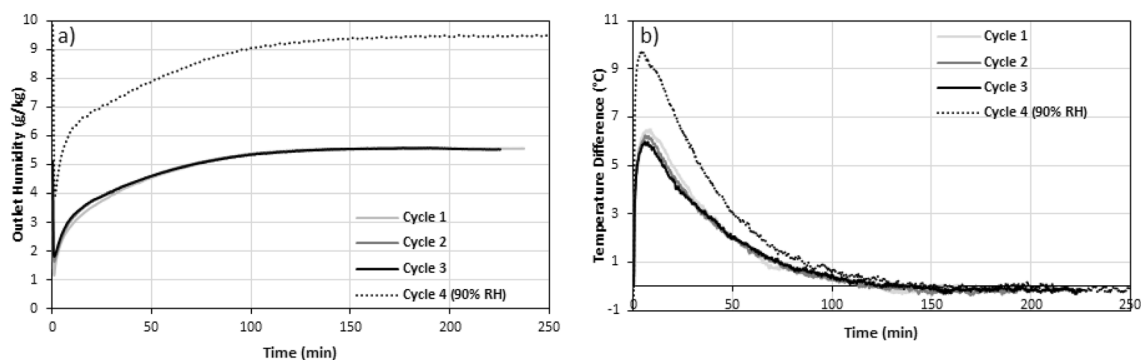 a)
10
9
8
7
6
5
4
3
2
1
0
Outlet Humidity (g/kg)
Cycle 1
Cycle 2
Cycle 3
Cycle 4 (90% RH)
0 50 100 150 200 250
Time (min)
b)
11
9
7
5
3
1
-1
Temperature Difference (°C)
Cycle 1
Cycle 2
Cycle 3
Cycle 4 (90% RH)
0 50 100 150 200 250
Time (min)